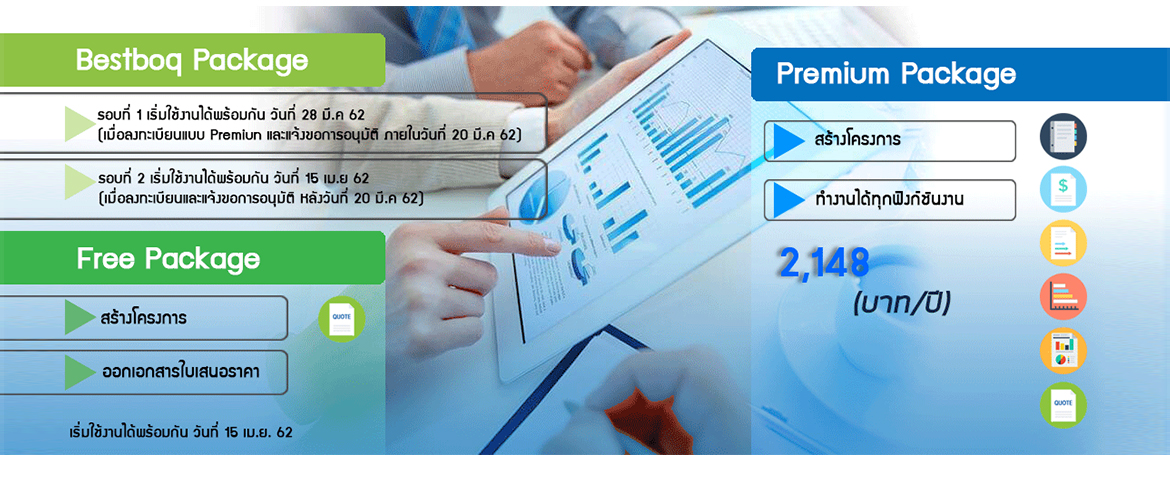 Bestboq Package
รอบที่ 1 เริ่มใช้งานได้พร้อมกัน วันที่ 28 มี.ค 62
(เมื่อลงทะเบียนแบบ Premiun และแจ้งขอการอนุมัติ ภายในวันที่ 20 มี.ค 62)
รอบที่ 2 เริ่มใช้งานได้พร้อมกัน วันที่ 15 เม.ย 62
(เมื่อลงทะเบียนและแจ้งขอการอนุมัติ หลังวันที่ 20 มี.ค 62)
Free Package
สร้างโครงการ
QUOTE
ออกเอกสารใบเสนอราคา
เริ่มใช้งานได้พร้อมกัน วันที่ 15 เม.ย. 62
Premium Package
สร้างโครงการ
ทำงานได้ทุกฟังก์ชันงาน
2,148
(บาท/ปี)
$
QUOTE